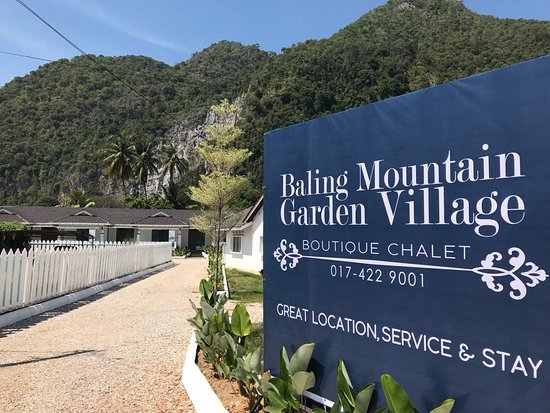 Baling Mountain
Garden Village
BOUTIQUE CHALET
017-422 9001
GREAT LOCATION, SERVICE & STAY